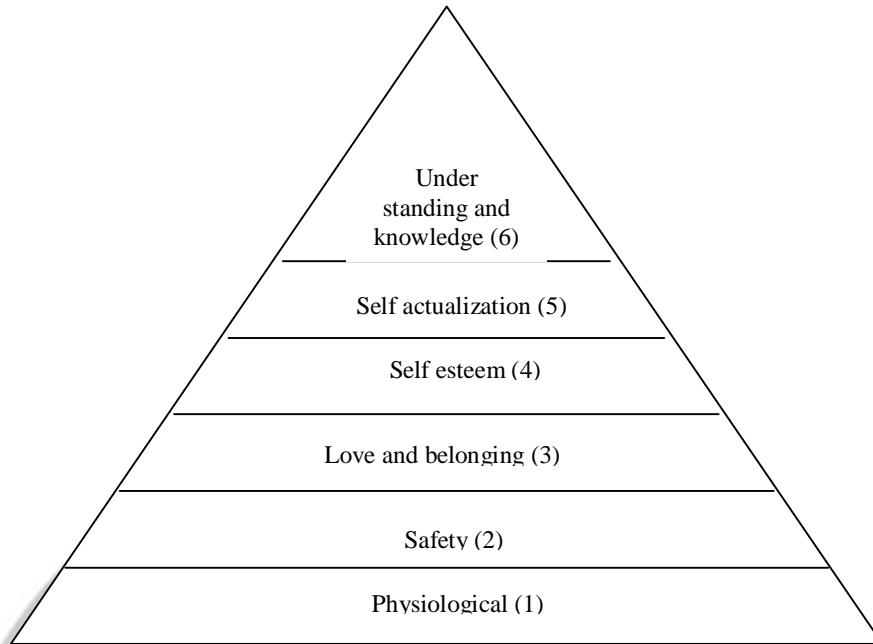 Under
standing and
knowledge (6)
Self actualization (5)
Self esteem (4)
Love and belonging (3)
Safety (2)
Physiological (1)